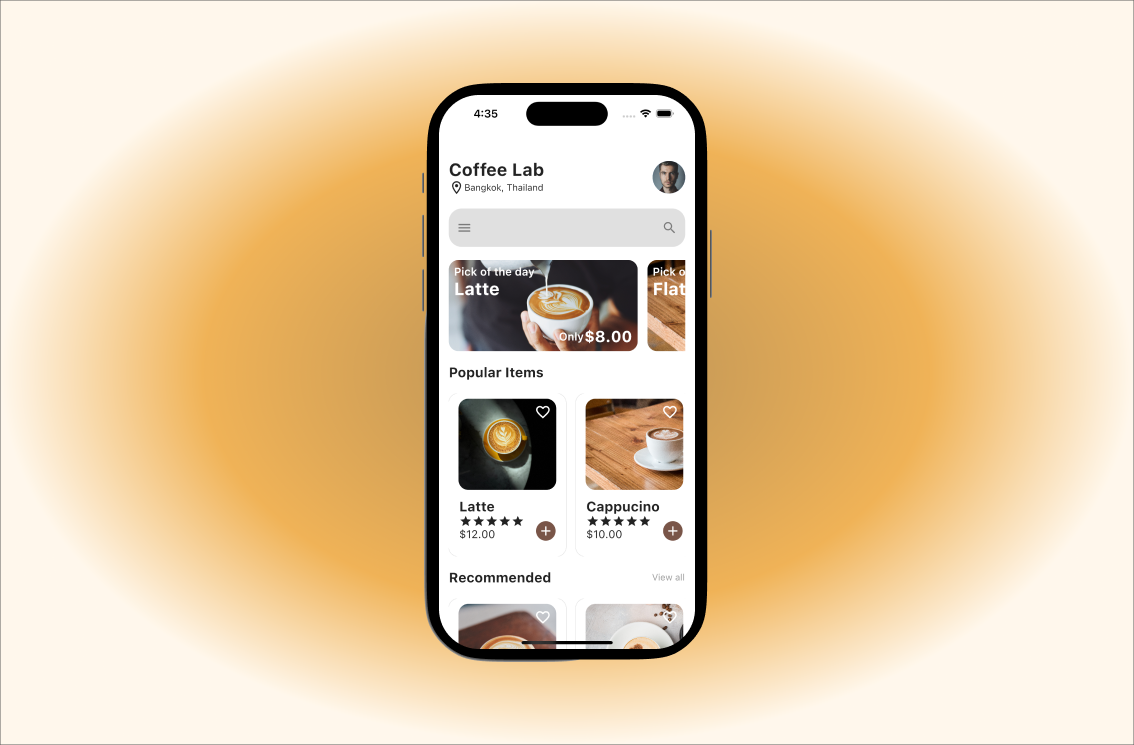 4:35
Coffee Lab
Bangkok, Thailand
Pick of the day
Latte
Only $8.00
Pick o
Flat
Popular Items
Latte
$12.00
Cappucino
$10.00
Recommended
View all